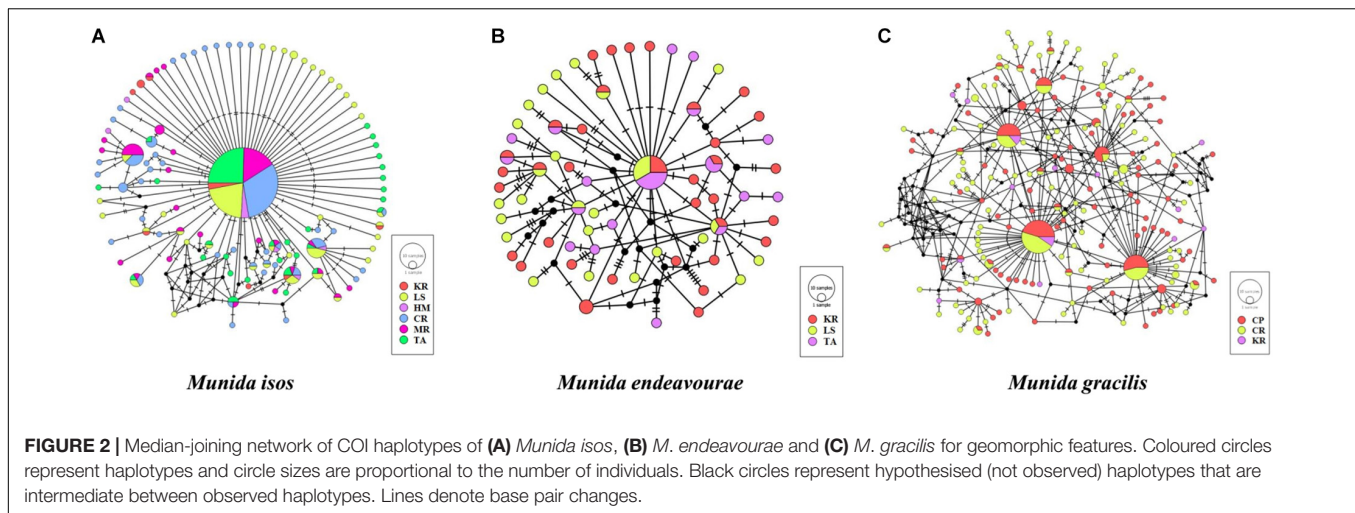 A
B
C
10 samples
1 sample
KR
LS
HM
CR
MR
TA
10 samples
1 sample
KR
LS
TA
1 sample
CP
CR
KR
Munida isos
Munida endeavourae
Munida gracilis
FIGURE 2 | Median-joining network of COI haplotypes of (A) Munida isos, (B) M. endeavourae and (C) M. gracilis for geomorphic features. Coloured circles
represent haplotypes and circle sizes are proportional to the number of individuals. Black circles represent hypothesised (not observed) haplotypes that are
intermediate between observed haplotypes. Lines denote base pair changes.